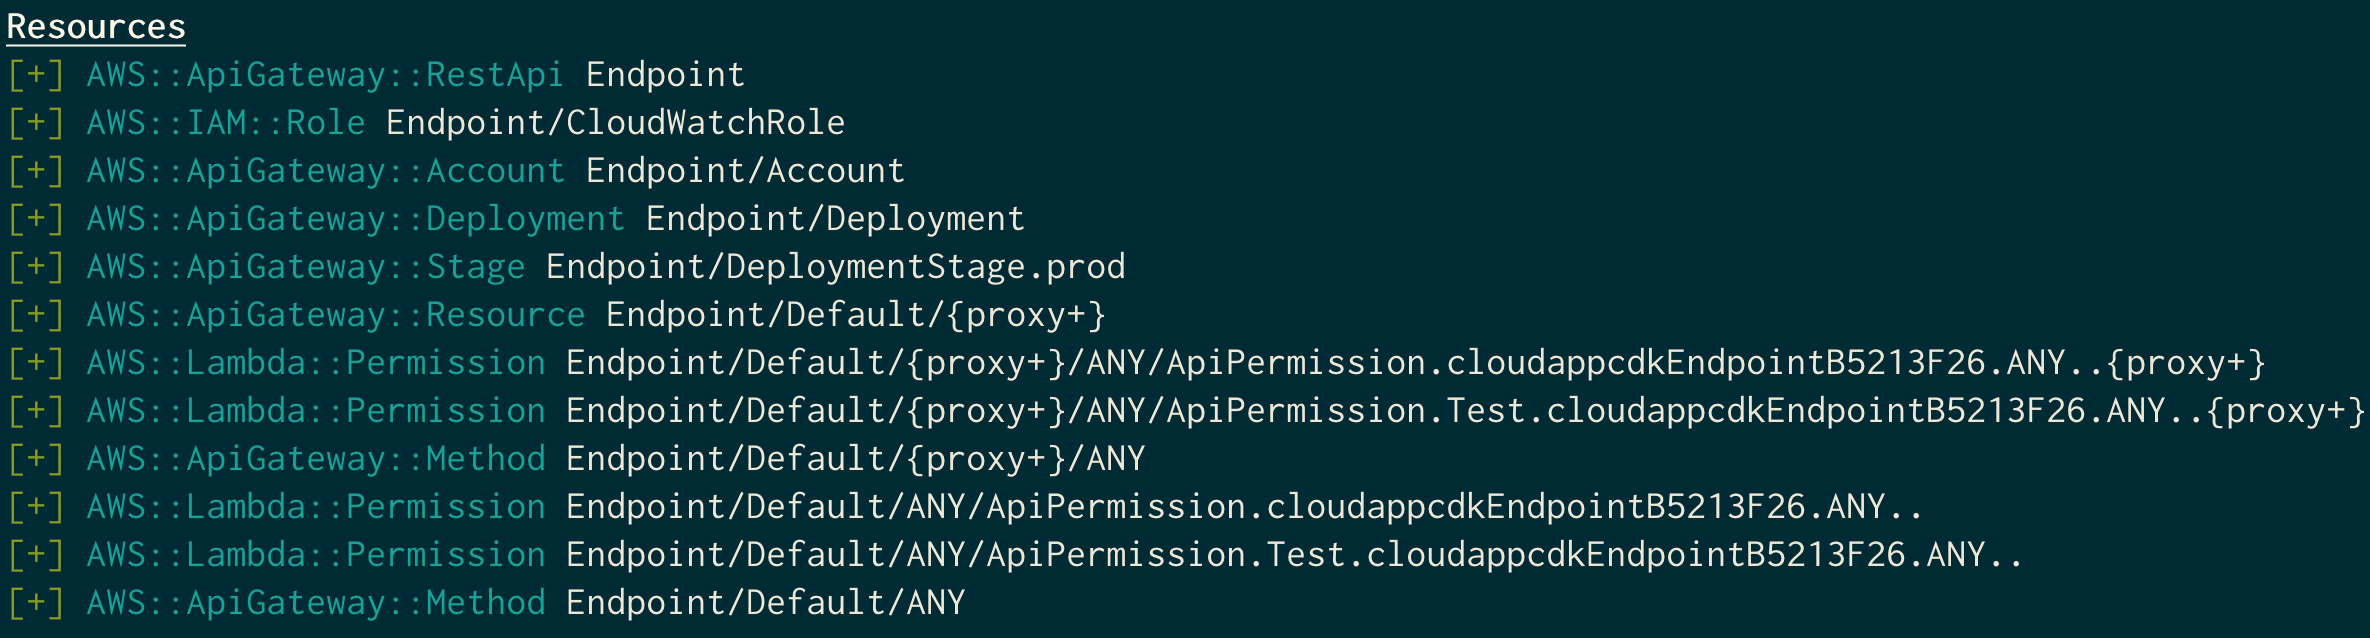 Resources
[+] AWS::ApiGateway::RestApi Endpoint
[+] AWS::IAM::Role Endpoint/CloudWatchRole
[+] AWS::ApiGateway::Account Endpoint/Account
[+] AWS::ApiGateway::Deployment Endpoint/Deployment
[+] AWS::ApiGateway::Stage Endpoint/DeploymentStage.prod
[+] AWS::ApiGateway::Resource Endpoint/Default/{proxy+}
[+] AWS::Lambda::Permission Endpoint/Default/{proxy+}/ANY/ApiPermission.cloudappcdkEndpointB5213F26.ANY..{proxy+}
[+] AWS::Lambda::Permission Endpoint/Default/{proxy+}/ANY/ApiPermission.Test.cloudappcdkEndpointB5213F26.ANY..{proxy+}
[+] AWS::ApiGateway::Method Endpoint/Default/{proxy+}/ANY
[+] AWS::Lambda::Permission Endpoint/Default/ANY/ApiPermission.cloudappcdkEndpointB5213F26.ANY..
[+] AWS::Lambda::Permission Endpoint/Default/ANY/ApiPermission.Test.cloudappcdkEndpointB5213F26.ANY..
[+] AWS::ApiGateway::Method Endpoint/Default/ANY